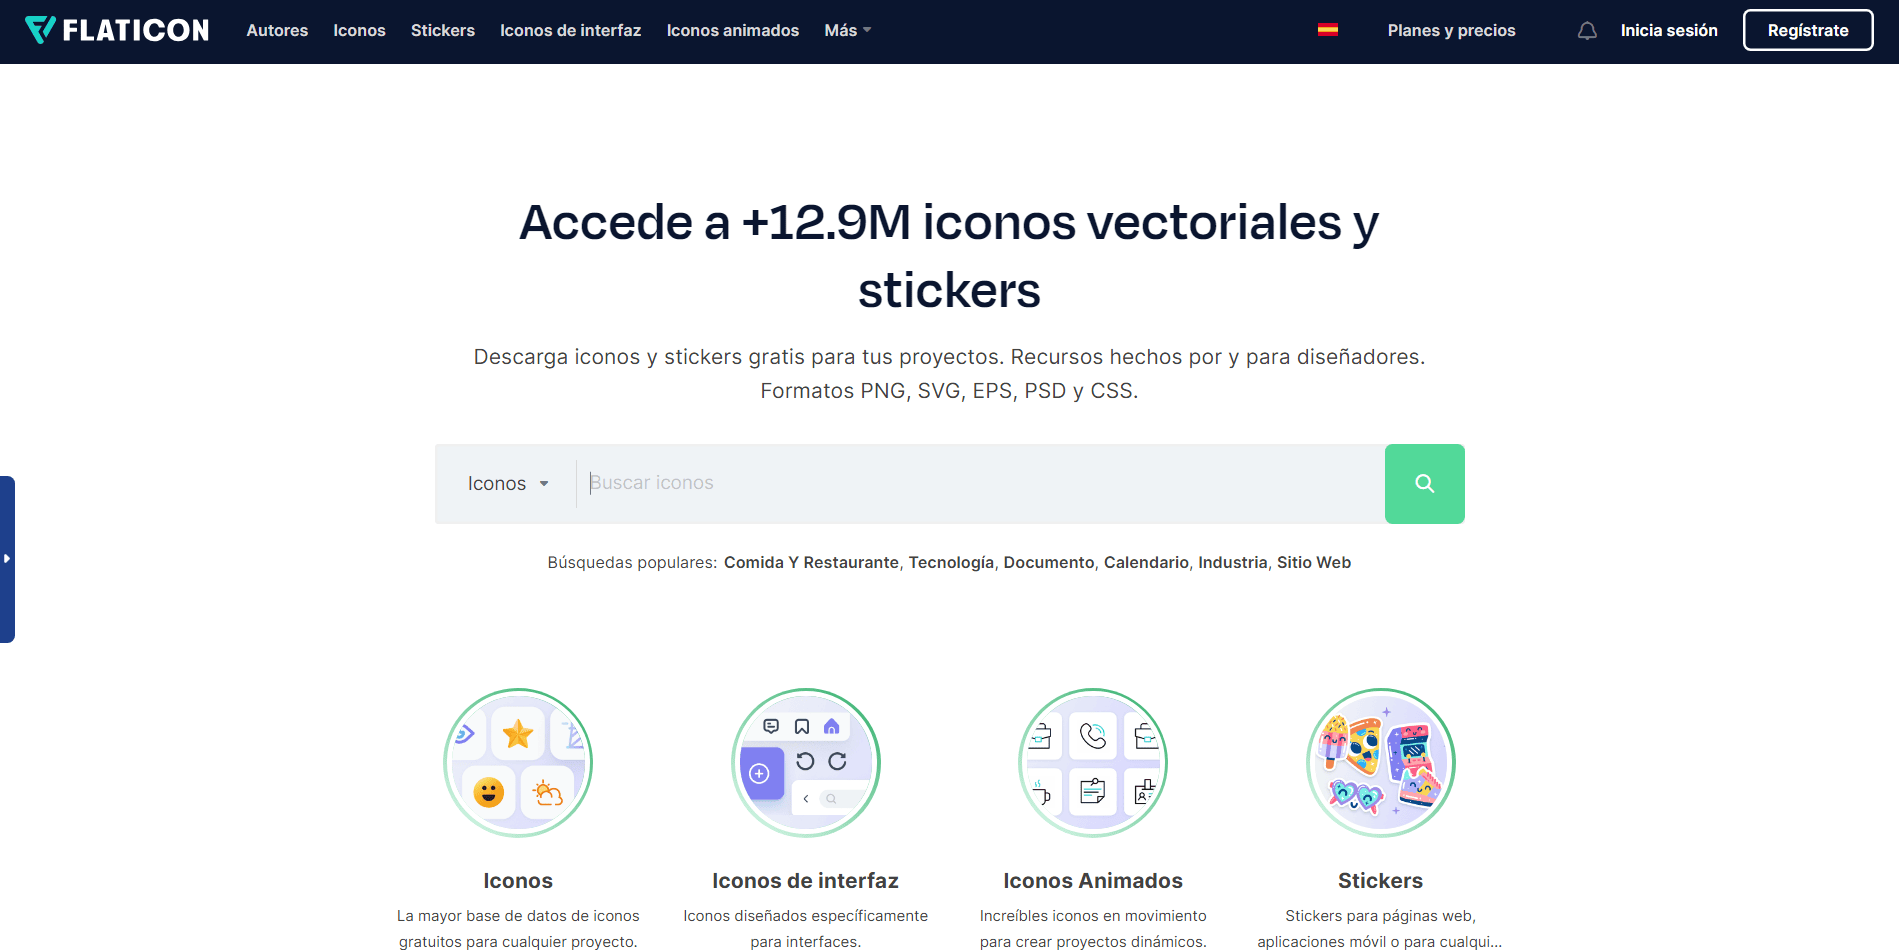 FLATICON Autores Iconos Stickers Iconos de interfaz Iconos animados Más Planes y precios Inicia sesión Regístrate
Accede a +12.9M iconos vectoriales y
stickers
Descarga iconos y stickers gratis para tus proyectos. Recursos hechos por y para diseñadores.
Formatos PNG, SVG, EPS, PSD y CSS.
Iconos Buscar iconos
Búsquedas populares: Comida Y Restaurante, Tecnología, Documento, Calendario, Industria, Sitio Web
Iconos
La mayor base de datos de iconos
gratuitos para cualquier proyecto.
Iconos de interfaz
Iconos diseñados específicamente
para interfaces.
Iconos Animados
Increíbles iconos en movimiento
para crear proyectos dinámicos.
Stickers
Stickers para páginas web,
aplicaciones móvil o para cualqui...